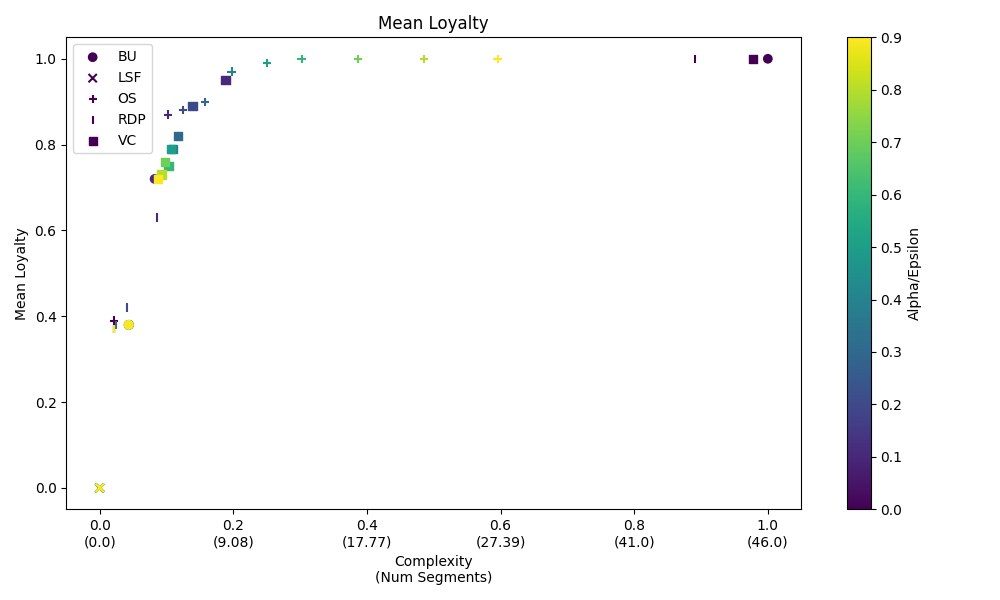 Mean Loyalty
BU
LSF
OS
RDP
VC
Mean Loyalty
1.0
0.8
0.6
0.4
0.2
0.0
0.0 0.2 0.4 0.6 0.8 1.0
(0.0) (9.08) (17.77) (27.39) (41.0) (46.0)
Complexity
(Num Segments)
0.9
0.8
0.7
0.6
0.5
0.4
0.3
0.2
0.1
0.0
Alpha/Epsilon